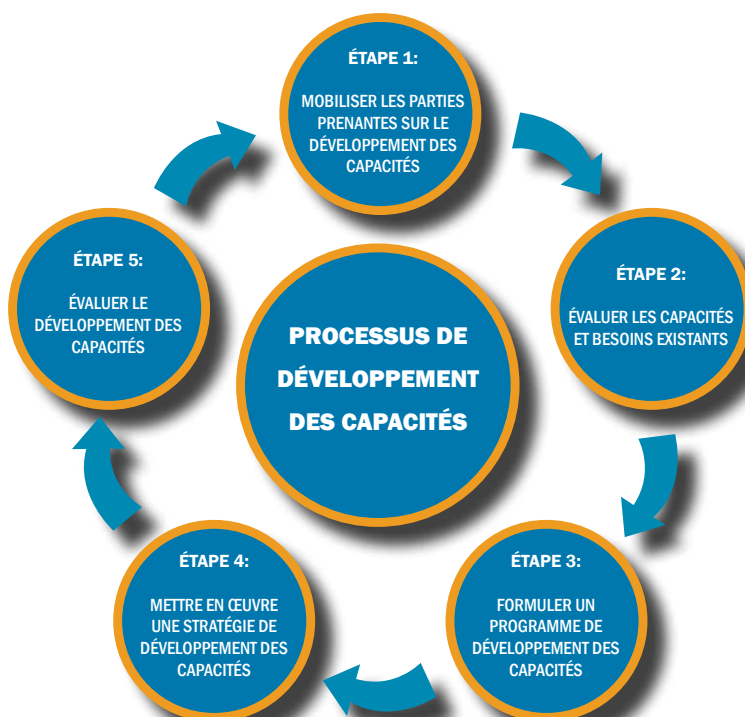 ÉTAPE 1:
MOBILISER LES PARTIES
PRENANTES SUR LE
DÉVELOPPEMENT DES
CAPACITÉS
ÉTAPE 2:
ÉVALUER LES CAPACITÉS
ET BESOINS EXISTANTS
ÉTAPE 3:
FORMULER UN
PROGRAMME DE
DÉVELOPPEMENT DES
CAPACITÉS
ÉTAPE 4:
METTRE EN ŒUVRE
UNE STRATÉGIE DE
DÉVELOPPEMENT DES
CAPACITÉS
ÉTAPE 5:
ÉVALUER LE
DÉVELOPPEMENT DES
CAPACITÉS
PROCESSUS DE
DÉVELOPPEMENT
DES CAPACITÉS